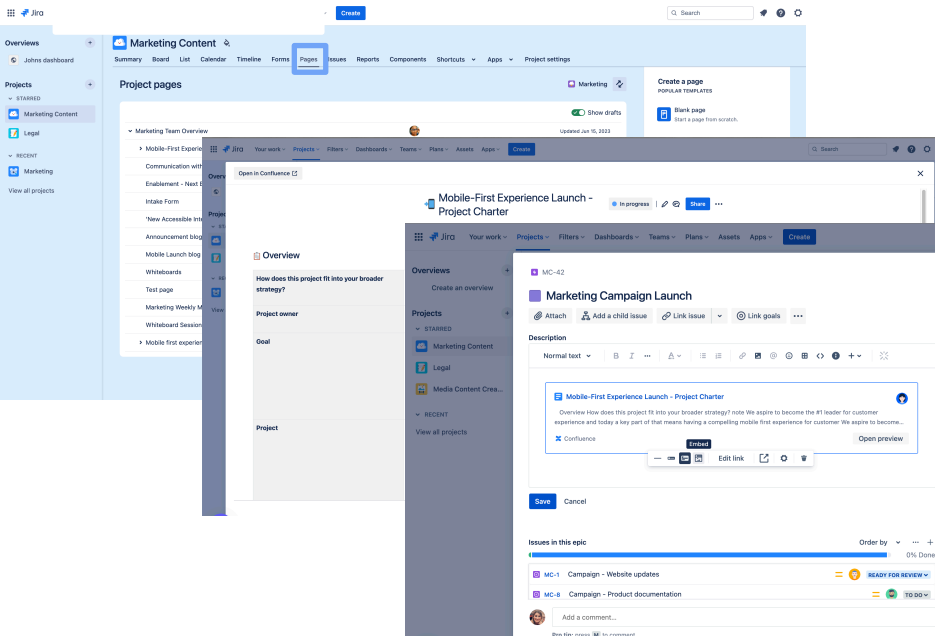 Jira
Create
Search
Overviews
Johns dashboard
Projects
STARRED
Marketing Content
Legal
RECENT
Marketing
View all projects
Marketing Content
Summary Board List Calendar Timeline Forms Pages Issues Reports Components Shortcuts Apps Project settings
Project pages
Marketing
Show drafts
Marketing Team Overview
Updated Jun 15, 2023
Mobile-First Experie
Communication with
Enablement - Next
Intake Form
'New Accessible Inte
Announcement blog
Mobile Launch blog
Whiteboards
Test page
Marketing Weekly M
Whiteboard Session
Mobile first experien
Create a page
POPULAR TEMPLATES
Blank page
Start a page from scratch.
Jira Your work Projects Filters Dashboards Teams Plans Assets Apps Create
Search
Overv
Projec
ST
RE
View
Open in Confluence
Mobile-First Experience Launch -
Project Charter
In progress
Share
Overview
How does this project fit into your broader
strategy?
Project owner
Goal
Project
Jira Your work Projects Filters Dashboards Teams Plans Assets Apps Create
Overviews
Create an overview
Projects
STARRED
Marketing Content
Legal
Media Content Crea...
RECENT
View all projects
MC-42
Marketing Campaign Launch
Attach Add a child issue Link issue Link goals
Description
Normal text B I A
Mobile-First Experience Launch - Project Charter
Overview How does this project fit into your broader strategy? note We aspire to become the #1 leader for customer
experience and today a key part of that means having a compelling mobile first experience for customer We aspire to become...
Confluence
Open preview
Embed
Edit link
Save Cancel
Issues in this epic
Order by
0% Done
MC-1 Campaign - Website updates READY FOR REVIEW
MC-8 Campaign - Product documentation TO DO
Add a comment...
Pro tip: press M to comment